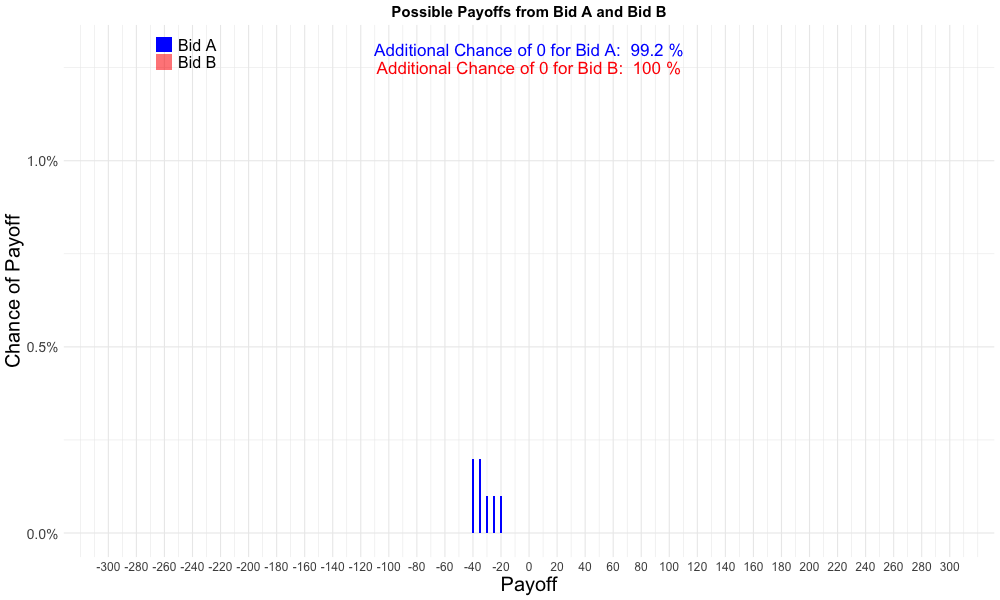 Possible Payoffs from Bid A and Bid B
Bid A
Bid B
Additional Chance of 0 for Bid A:  99.2 %
Additional Chance of 0 for Bid B:  100 %
Chance of Payoff
1.0%
0.5%
0.0%
-300 -280 -260 -240 -220 -200 -180 -160 -140 -120 -100 -80 -60 -40 -20 0 20 40 60 80 100 120 140 160 180 200 220 240 260 280 300
Payoff